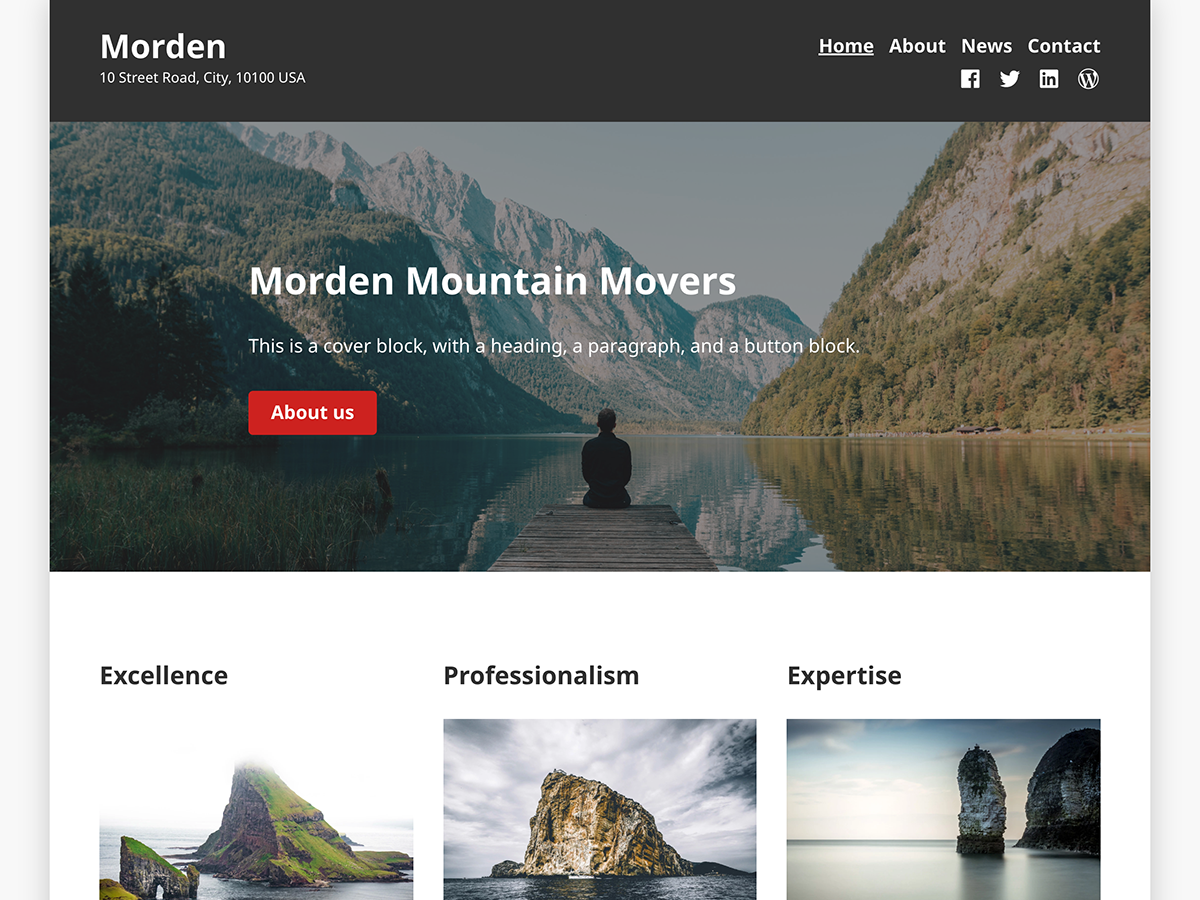 Morden
10 Street Road, City, 10100 USA
Home About News Contact
Morden Mountain Movers
This is a cover block, with a heading, a paragraph, and a button block.
About us
Excellence
Professionalism
Expertise